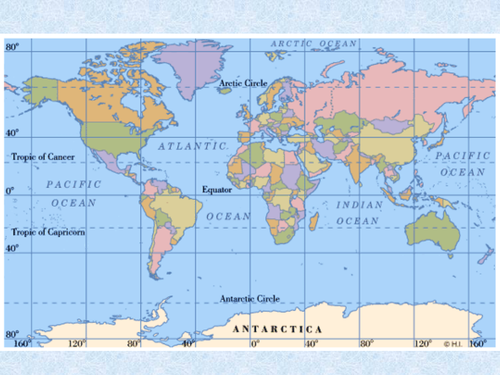 ARCTIC OCEAN
80°
Arctic Circle
40°
ATLANTIC
Tropic of Cancer
PACIFIC
OCEAN
PACIFIC
OCEAN
Equator
0°
INDIAN
OCEAN
OCEAN
Tropic of Capricorn
40°
Antarctic Circle
ANTARCTICA
80°
© H.I.
160° 120° 80° 40° 0° 40° 80° 120° 160°